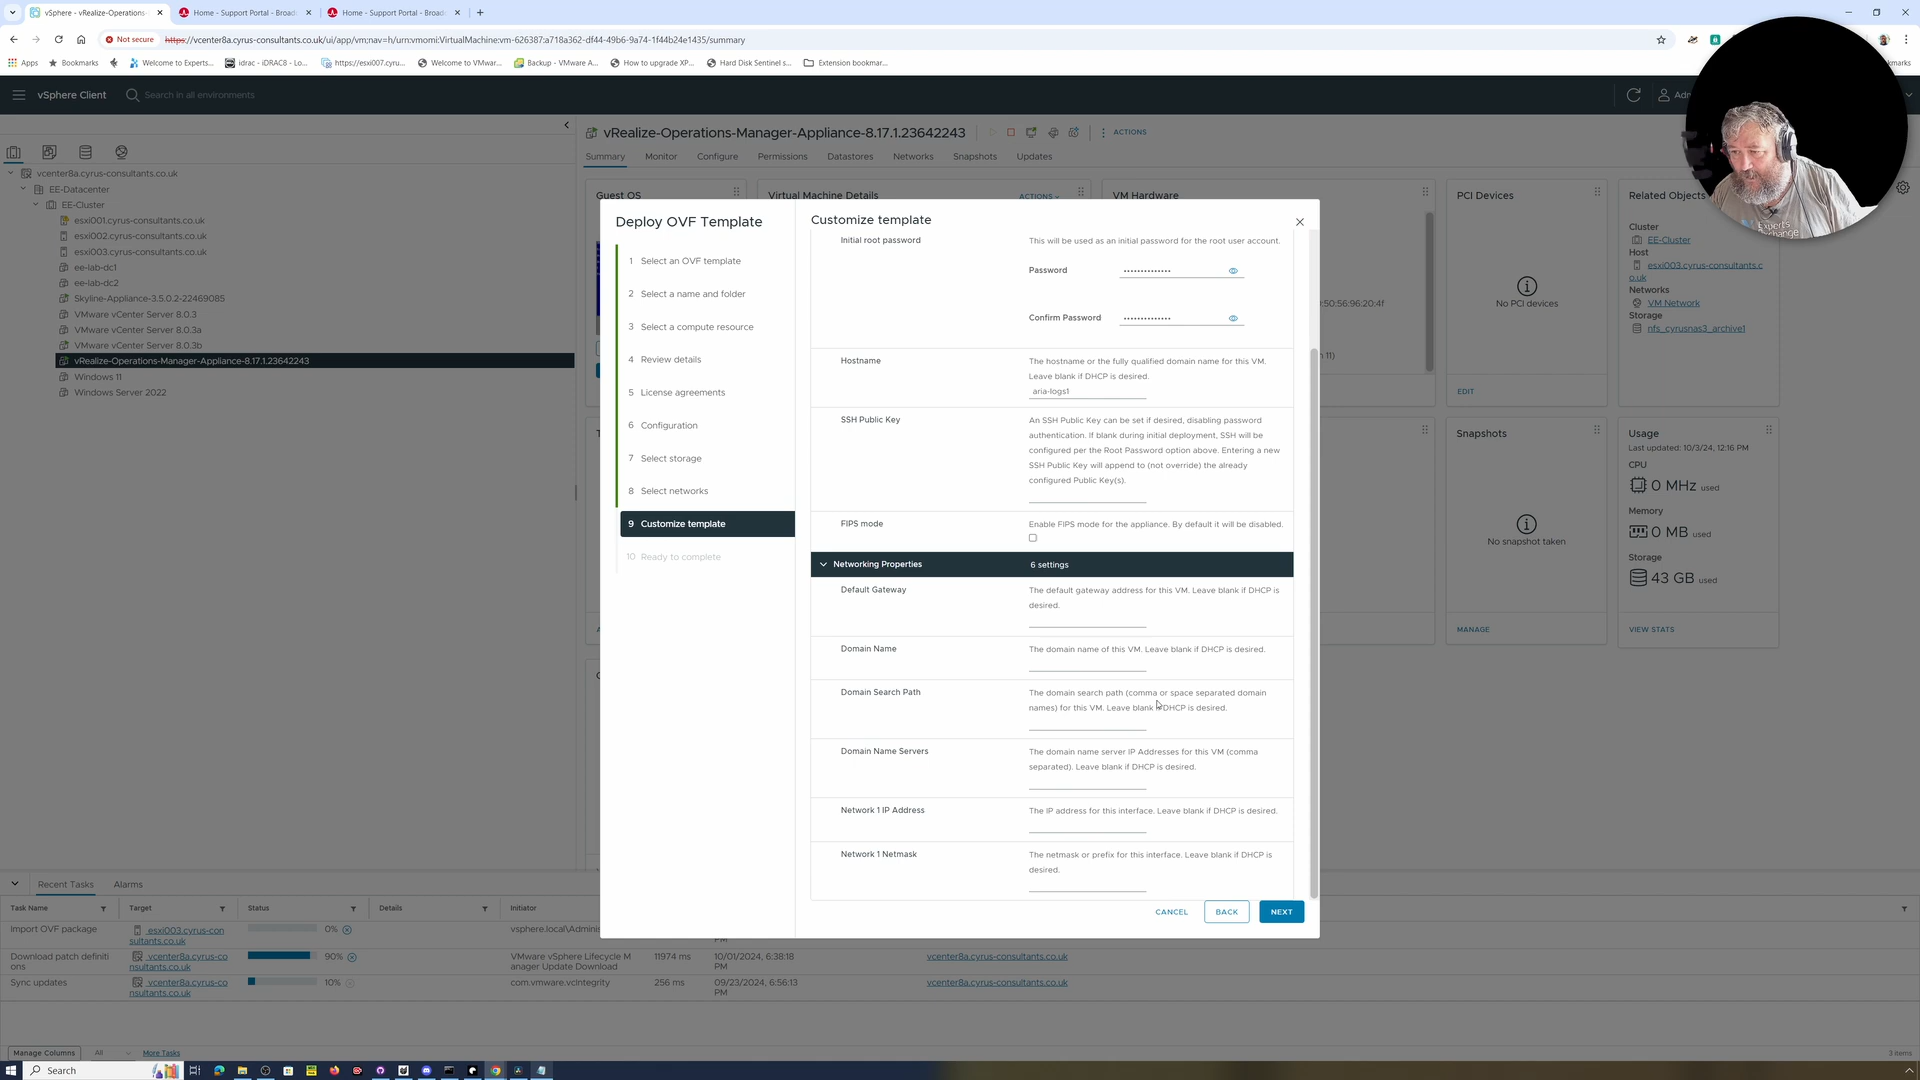 vSphere - vRealize-Operations-
Home - Support Portal - Broadc
Home - Support Portal - Broadc
Not secure
https://vcenter8a.cyrus-consultants.co.uk/ui/app/vm;nav=h/urn:vmomi:VirtualMachine:vm-626387:a718a362-df44-49b6-9a74-1f44b24e1435/summary
Apps
Bookmarks
Welcome to Experts...
idrac - iDRAC8 - Lo...
https://esxi007.cyru...
Welcome to VMwar...
Backup - VMware A...
How to upgrade XP...
Hard Disk Sentinel s...
Extension bookmar...
vSphere Client
Search in all environments
vcenter8a.cyrus-consultants.co.uk
EE-Datacenter
EE-Cluster
esxi001.cyrus-consultants.co.uk
esxi002.cyrus-consultants.co.uk
esxi003.cyrus-consultants.co.uk
ee-lab-dc1
ee-lab-dc2
Skyline-Appliance-3.5.0.2-22469085
VMware vCenter Server 8.0.3
VMware vCenter Server 8.0.3a
VMware vCenter Server 8.0.3b
vRealize-Operations-Manager-Appliance-8.17.1.23642243
Windows 11
Windows Server 2022
vRealize-Operations-Manager-Appliance-8.17.1.23642243
ACTIONS
Summary
Monitor
Configure
Permissions
Datastores
Networks
Snapshots
Updates
Guest OS
Virtual Machine Details
ACTIONS
VM Hardware
PCI Devices
Related Objects
No PCI devices
EDIT
Cluster
EE-Cluster
Host
esxi003.cyrus-consultants.c
o.uk
Networks
VM Network
Storage
nfs_cyrusnas3_archive1
0:50:56:96:20:4f
Snapshots
No snapshot taken
MANAGE
Usage
Last updated: 10/3/24, 12:16 PM
CPU
0 MHz used
Memory
0 MB used
Storage
43 GB used
VIEW STATS
Deploy OVF Template
1 Select an OVF template
2 Select a name and folder
3 Select a compute resource
4 Review details
5 License agreements
6 Configuration
7 Select storage
8 Select networks
9 Customize template
10 Ready to complete
Customize template
Initial root password
This will be used as an initial password for the root user account.
Password
Confirm Password
Hostname
The hostname or the fully qualified domain name for this VM.
Leave blank if DHCP is desired.
aria-logs1
SSH Public Key
An SSH Public Key can be set if desired, disabling password
authentication. If blank during initial deployment, SSH will be
configured per the Root Password option above. Entering a new
SSH Public Key will append to (not override) the already
configured Public Key(s).
FIPS mode
Enable FIPS mode for the appliance. By default it will be disabled.
Networking Properties
6 settings
Default Gateway
The default gateway address for this VM. Leave blank if DHCP is
desired.
Domain Name
The domain name of this VM. Leave blank if DHCP is desired.
Domain Search Path
The domain search path (comma or space separated domain
names) for this VM. Leave blank DHCP is desired.
Domain Name Servers
The domain name server IP Addresses for this VM (comma
separated). Leave blank if DHCP is desired.
Network 1 IP Address
The IP address for this interface. Leave blank if DHCP is desired.
Network 1 Netmask
The netmask or prefix for this interface. Leave blank if DHCP is
desired.
CANCEL
BACK
NEXT
Recent Tasks
Alarms
Task Name
Target
Status
Details
Initiator
Import OVF package
esxi003.cyrus-con
sultants.co.uk
0%
vsphere.local\Adminis
PM
Download patch definiti
ons
vcenter8a.cyrus-co
nsultants.co.uk
90%
VMware vSphere Lifecycle M
anager Update Download
11974 ms
10/01/2024, 6:38:18
PM
vcenter8a.cyrus-consultants.co.uk
Sync updates
vcenter8a.cyrus-co
nsultants.co.uk
10%
com.vmware.vcIntegrity
256 ms
09/23/2024, 6:56:13
PM
vcenter8a.cyrus-consultants.co.uk
Manage Columns
All
More Tasks
3 items
Search